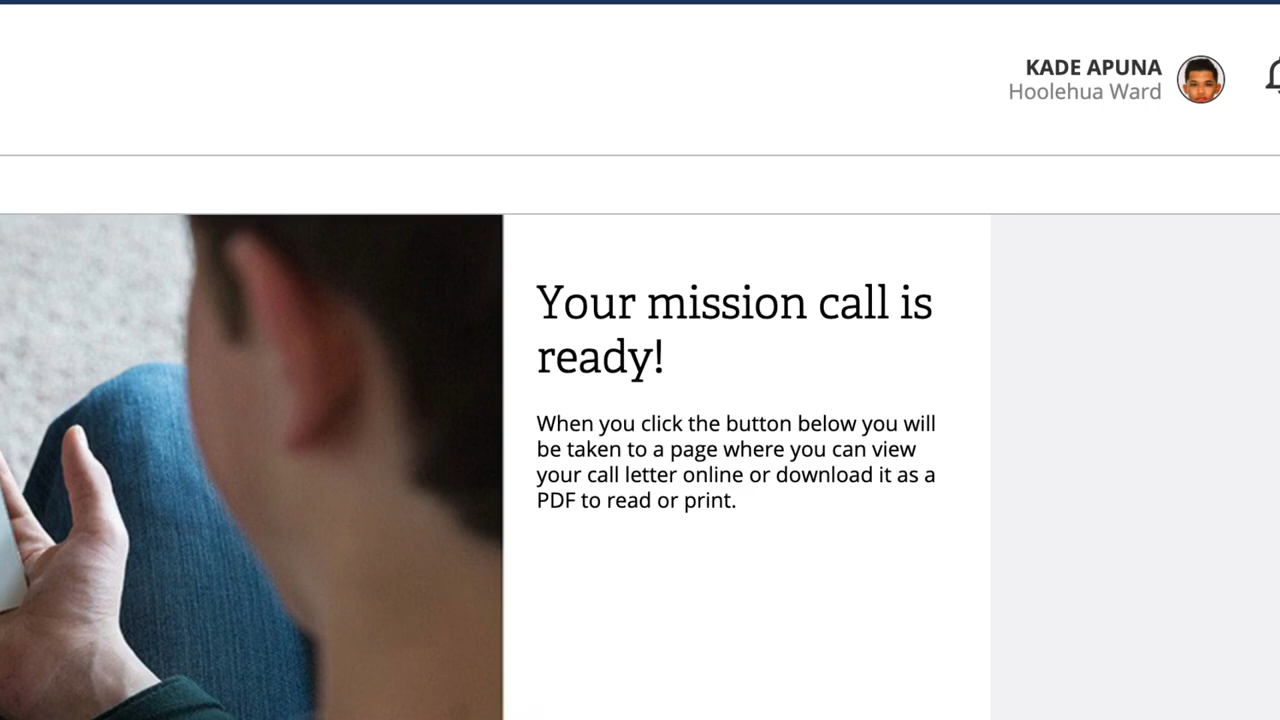 KADE APUNA
Hoolehua Ward
Your mission call is
ready!
When you click the button below you will
be taken to a page where you can view
your call letter online or download it as a
PDF to read or print.